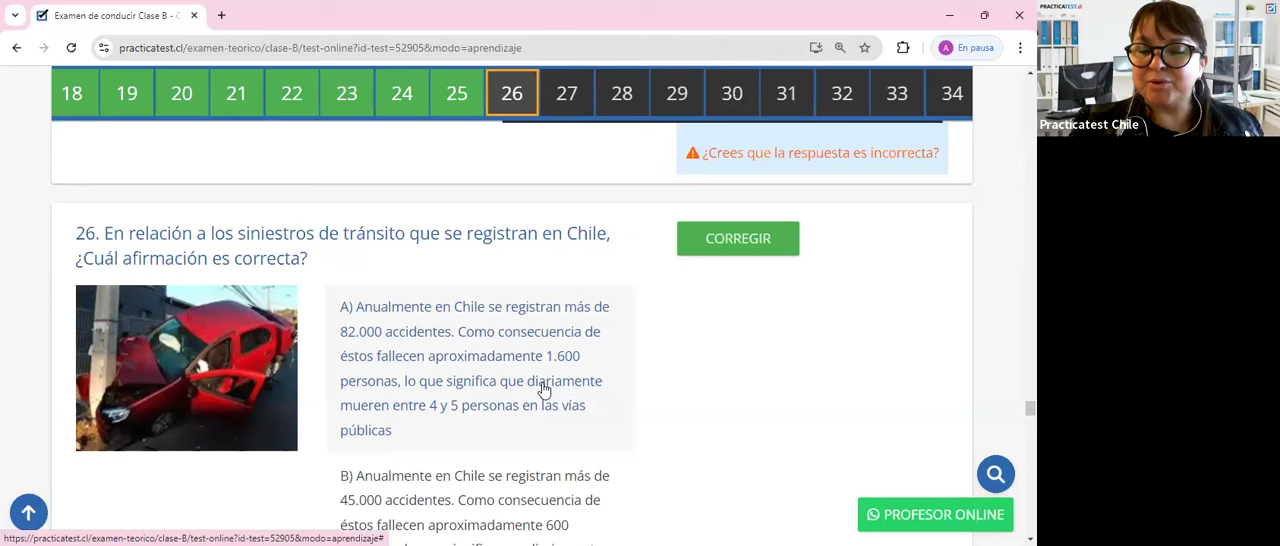 Examen de conducir Clase B - C
PRACTICATEST.cl
practicatest.cl/examen-teorico/clase-B/test-online?id-test=52905&modo=aprendizaje
A En pausa
18 19 20 21 22 23 24 25 26 27 28 29 30 31 32 33 34
Practicatest Chile
¿Crees que la respuesta es incorrecta?
26. En relación a los siniestros de tránsito que se registran en Chile,
¿Cuál afirmación es correcta?
CORREGIR
A) Anualmente en Chile se registran más de
82.000 accidentes. Como consecuencia de
éstos fallecen aproximadamente 1.600
personas, lo que significa que diariamente
mueren entre 4 y 5 personas en las vías
públicas
B) Anualmente en Chile se registran más de
45.000 accidentes. Como consecuencia de
éstos fallecen aproximadamente 600
PROFESOR ONLINE
https://practicatest.cl/examen-teorico/clase-B/test-online?id-test=52905&modo=aprendizaje#